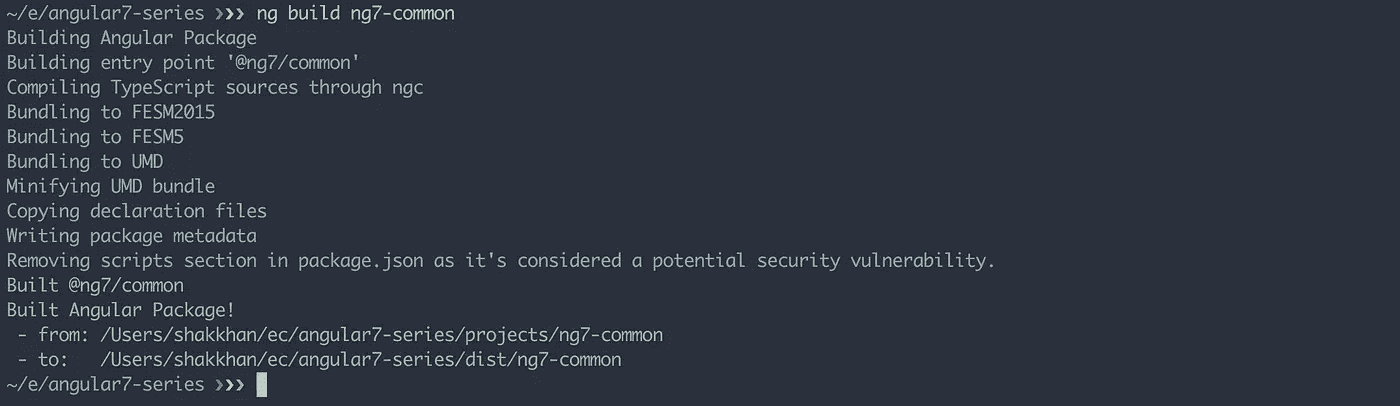 ~/e/angular7-series ❯❯❯ ng build ng7-common
Building Angular Package
Building entry point '@ng7/common'
Compiling TypeScript sources through ngc
Bundling to FESM2015
Bundling to FESM5
Bundling to UMD
Minifying UMD bundle
Copying declaration files
Writing package metadata
Removing scripts section in package.json as it's considered a potential security vulnerability.
Built @ng7/common
Built Angular Package!
 - from: /Users/shakkhan/ec/angular7-series/projects/ng7-common
 - to:   /Users/shakkhan/ec/angular7-series/dist/ng7-common
~/e/angular7-series ❯❯❯